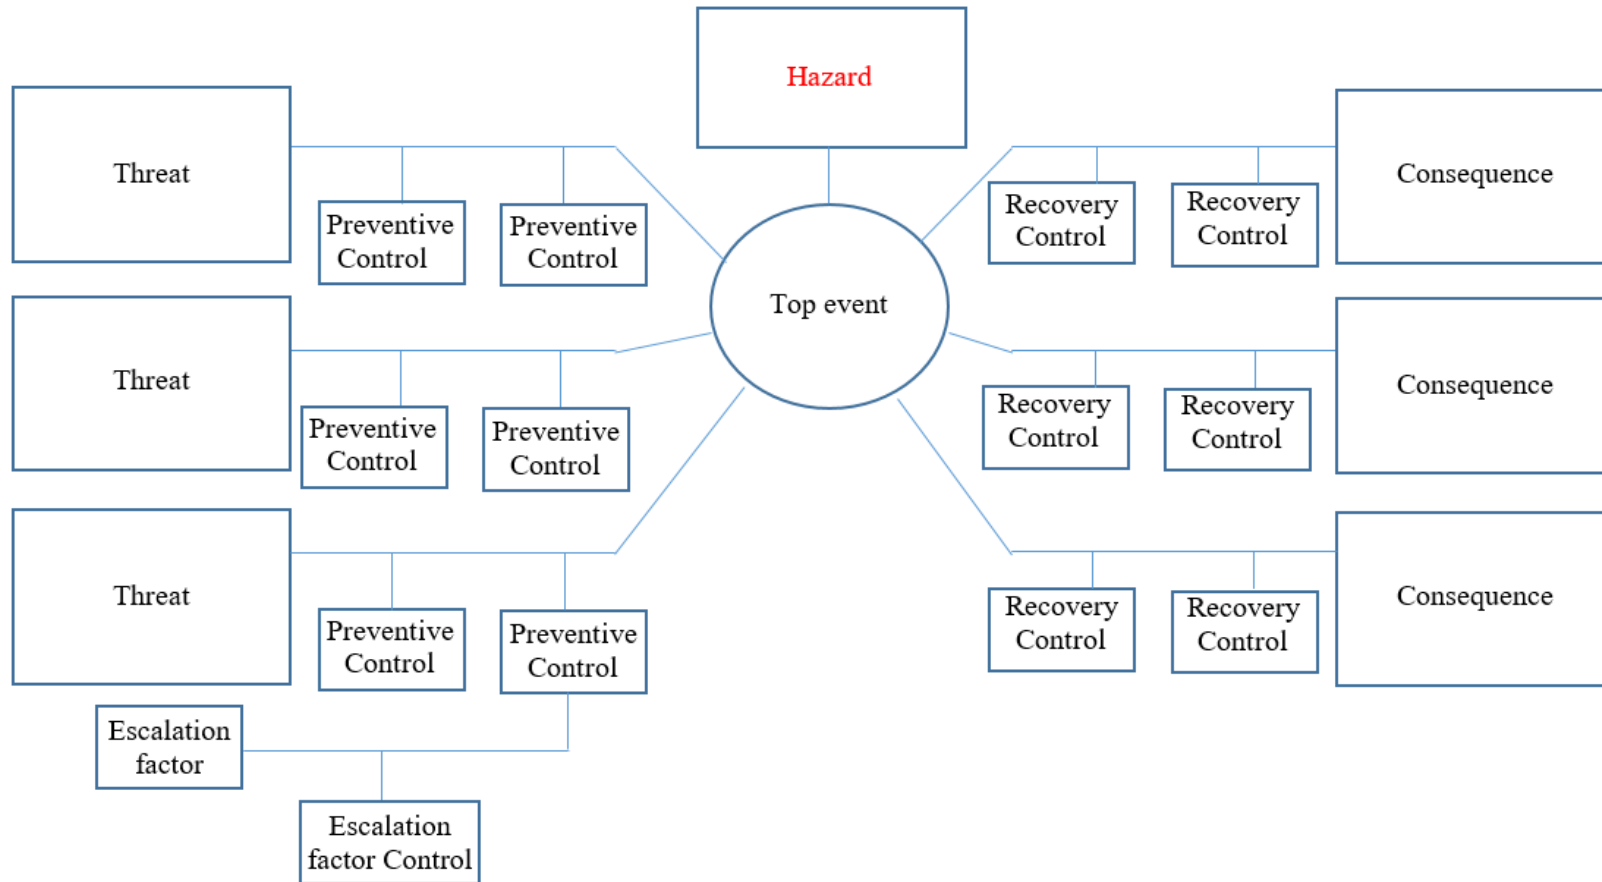 Hazard
Threat
Preventive
Control
Preventive
Control
Recovery
Control
Recovery
Control
Consequence
Top event
Threat
Preventive
Control
Preventive
Control
Recovery
Control
Recovery
Control
Consequence
Threat
Preventive
Control
Preventive
Control
Recovery
Control
Recovery
Control
Consequence
Escalation
factor
Escalation
factor Control